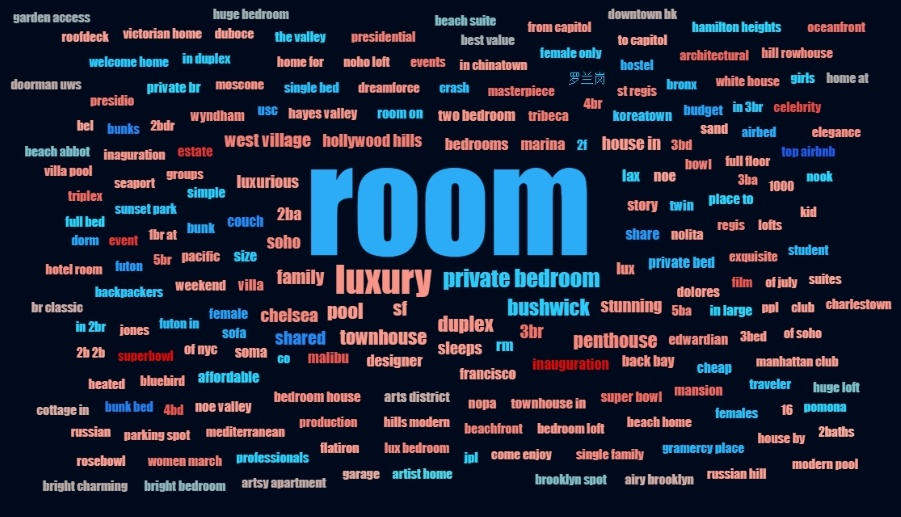 garden access
huge bedroom
downtown bk
beach suite
roofdeck
victorian home
duboce
the valley
presidential
best value
from capitol
to capitol
hamilton heights
oceanfront
welcome home
in duplex
home for
noho loft
events
in chinatown
female only
hostel
architectural
hill rowhouse
罗兰岗
doorman uws
private br
moscone
single bed
dreamforce
crash
masterpiece
st regis
bronx
white house
girls
home at
presidio
wyndham
usc
hayes valley
room on
two bedroom
tribeca
4br
koreatown
budget
in 3br
celebrity
bel
bunks
2bdr
west village
hollywood hills
bedrooms
marina
2f
house in
3bd
sand
airbed
elegance
beach abbot
inaguration
estate
top airbnb
villa pool
seaport
groups
luxurious
room
lax
noe
bowl
full floor
3ba
1000
nook
triplex
simple
2ba
story
twin
place to
kid
sunset park
full bed
bunk
couch
share
nolita
regis
lofts
dorm
event
1br at
soho
student
hotel room
futon
5br
pacific
size
lux
private bed
exquisite
backpackers
weekend
villa
family
luxury
private bedroom
dolores
film
of july
suites
br classic
female
chelsea
pool
sf
bushwick
stunning
5ba
in large
ppl
club
charlestown
in 2br
jones
futon in
sofa
shared
townhouse
duplex
3br
penthouse
edwardian
3bed
of soho
2b 2b
superbowl
of nyc
soma
co
malibu
designer
sleeps
rm
inauguration
back bay
cheap
manhattan club
heated
bluebird
affordable
francisco
traveler
huge loft
cottage in
bunk bed
4bd
noe valley
bedroom house
arts district
nopa
townhouse in
super bowl
mansion
females
16
pomona
russian
parking spot
mediterranean
production
hills modern
beachfront
bedroom loft
beach home
house by
2baths
rosebowl
women march
professionals
flatiron
lux bedroom
jpl
come enjoy
single family
gramercy place
modern pool
bright charming
bright bedroom
artsy apartment
garage
artist home
brooklyn spot
airy brooklyn
russian hill